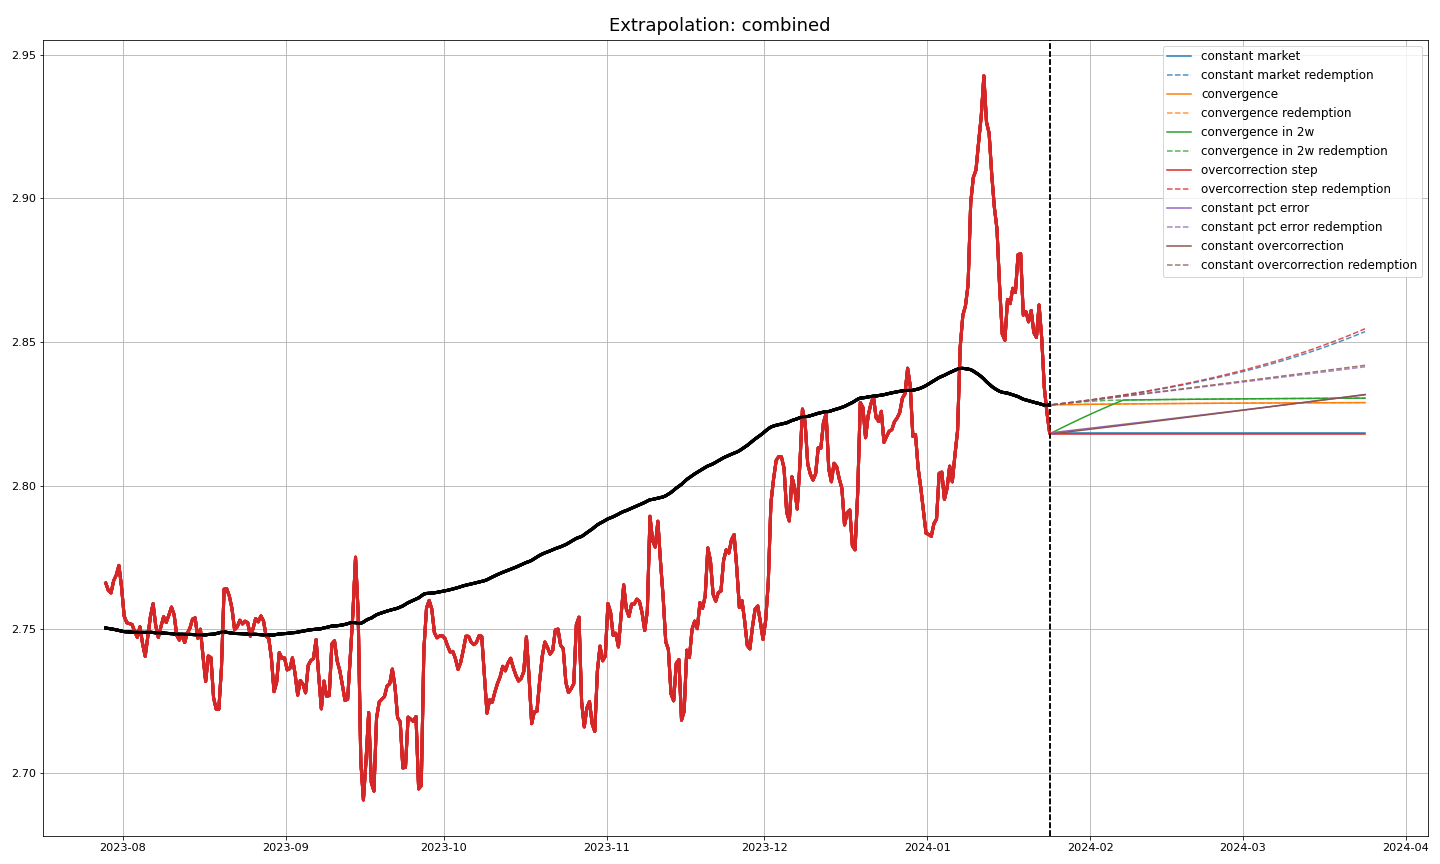 Extrapolation: combined
2.95
2.90
2.85
2.80
2.75
2.70
constant market
constant market redemption
convergence
convergence redemption
convergence in 2w
convergence in 2w redemption
overcorrection step
overcorrection step redemption
constant pct error
constant pct error redemption
constant overcorrection
constant overcorrection redemption
2023-08 2023-09 2023-10 2023-11 2023-12 2024-01 2024-02 2024-03 2024-04